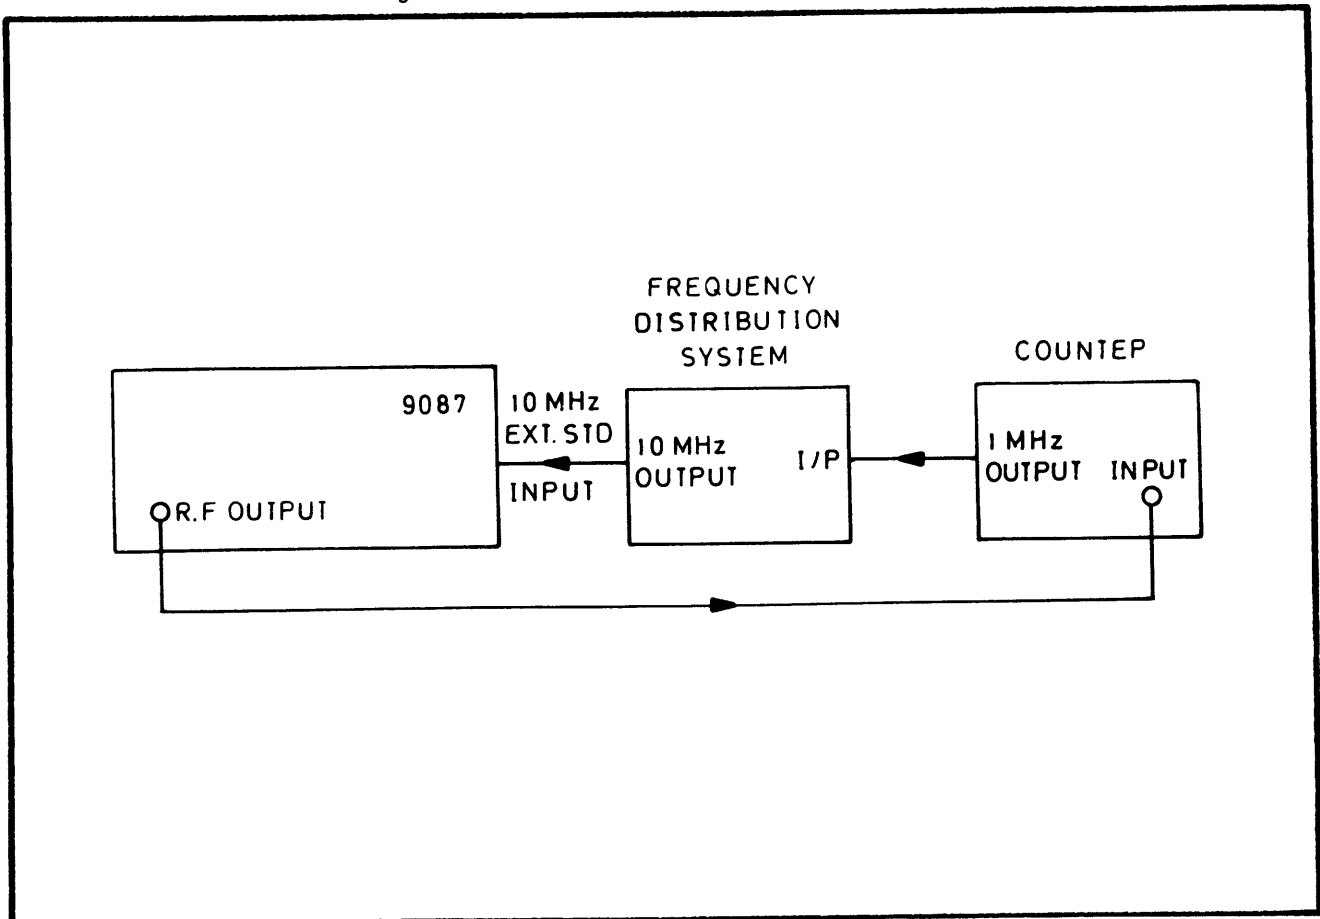 FREQUENCY
DISTRIBUTION
SYSTEM
COUNTEP
9087
10 MHz
EXT. STD
INPUT
10 MHz
OUTPUT
I/P
1 MHz
OUTPUT
INPUT
R.F OUTPUT